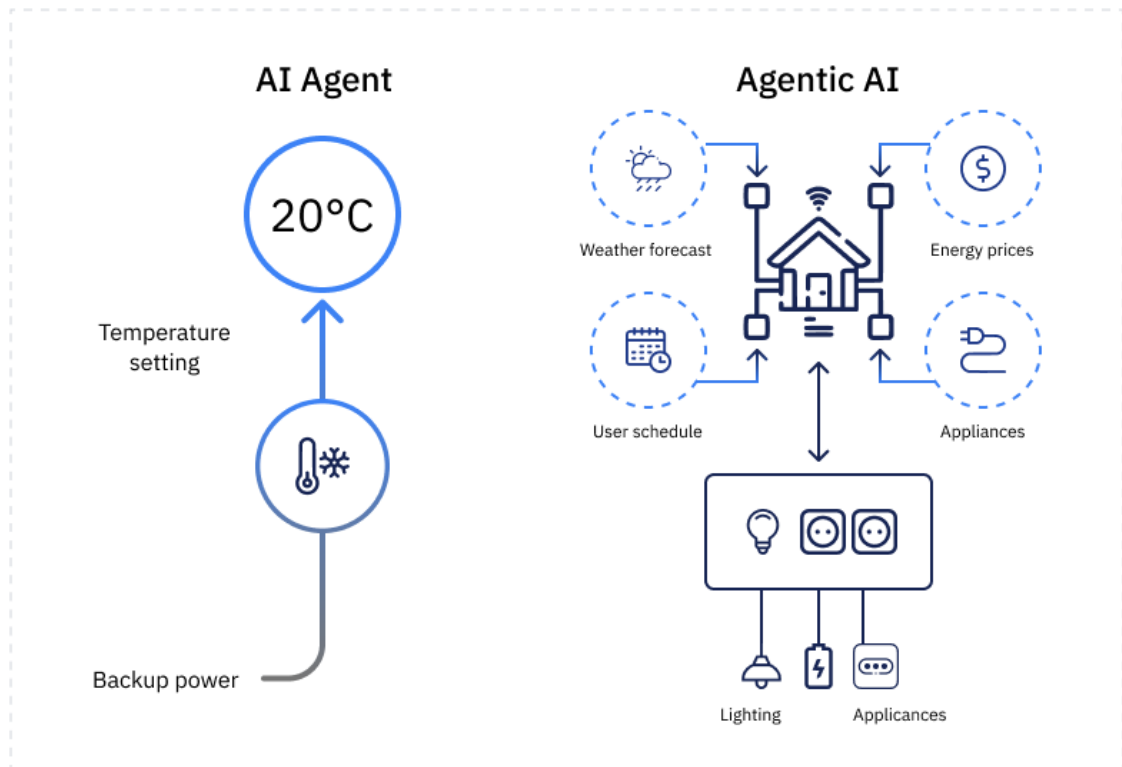 AI Agent
20°C
Temperature
setting
Backup power
Agentic AI
Weather forecast
Energy prices
User schedule
Appliances
Lighting
Applicances